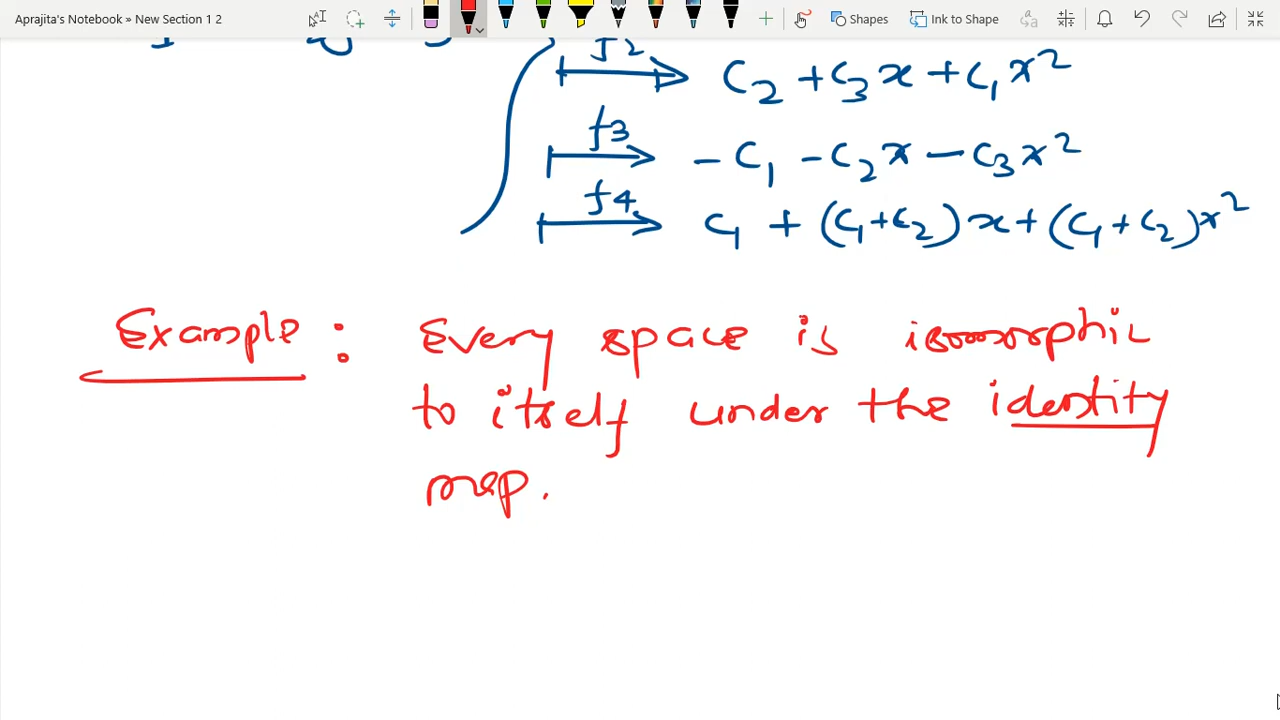 Aprajita's Notebook » New Section 1 2
Shapes
Ink to Shape
f2
C2 + C3x + C1x²
f3
- C1 - C2x - C3x²
f4
C1 + (C1+C2)x + (C1+C2)x²
Example : Every space is isomorphic
to itself under the identity
map.